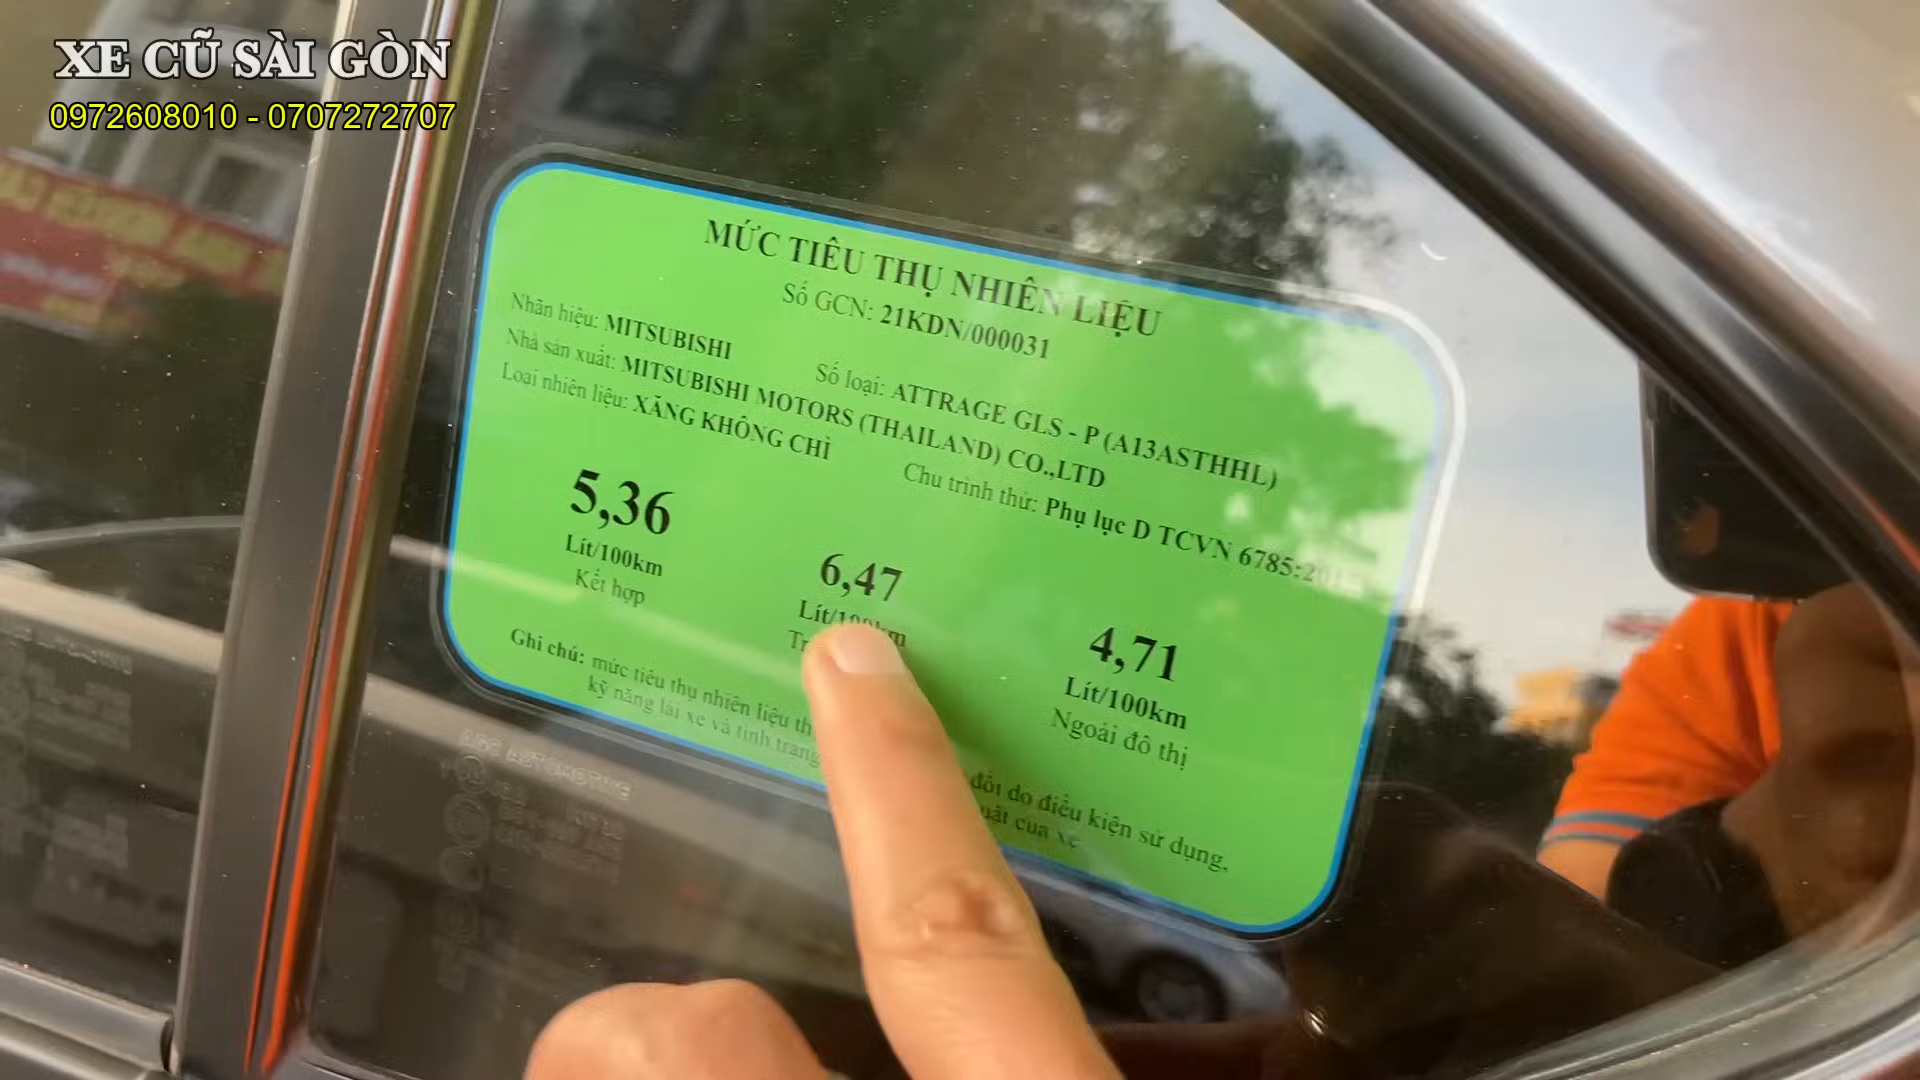 XE CŨ SÀI GÒN
0972608010 - 0707272707
MỨC TIÊU THỤ NHIÊN LIỆU
Số GCN: 21KDN/000031
Nhãn hiệu: MITSUBISHI
Số loại: ATTRAGE GLS - P (A13ASTHHL)
Nhà sản xuất: MITSUBISHI MOTORS (THAILAND) CO.,LTD
Loại nhiên liệu: XĂNG KHÔNG CHÌ
Chu trình thử: Phụ lục D TCVN 6785:
5,36
Lít/100km
Kết hợp
6,47
Lít/100km
4,71
Lít/100km
Ngoài đô thị
Ghi chú: mức tiêu thụ nhiên liệu đổi do điều kiện sử dụng,
kỹ năng lái xe và tình trạng của xe